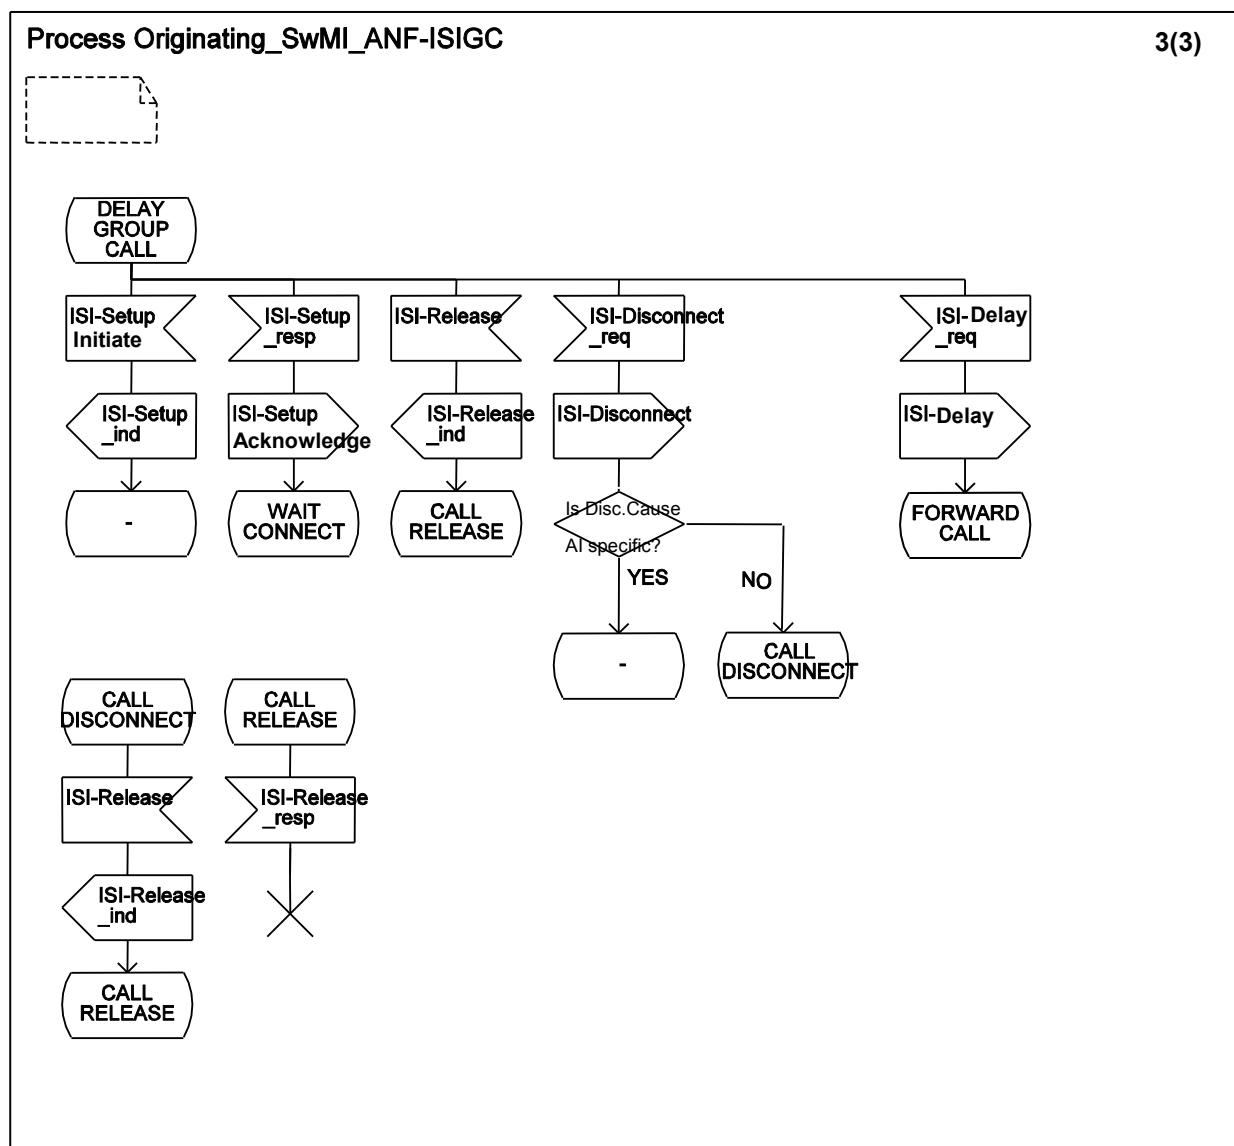 Process Originating_SwMI_ANF-ISIGC
3(3)
DELAY
GROUP
CALL
ISI-Setup
Initiate
ISI-Setup
_resp
ISI-Release
ISI-Disconnect
_req
ISI-Delay
_req
ISI-Setup
_ind
ISI-Setup
Acknowledge
ISI-Release
_ind
ISI-Disconnect
ISI-Delay
-
WAIT
CONNECT
CALL
RELEASE
Is Disc.Cause
AI specific?
FORWARD
CALL
YES
NO
-
CALL
DISCONNECT
CALL
DISCONNECT
CALL
RELEASE
ISI-Release
ISI-Release
_resp
ISI-Release
_ind
CALL
RELEASE